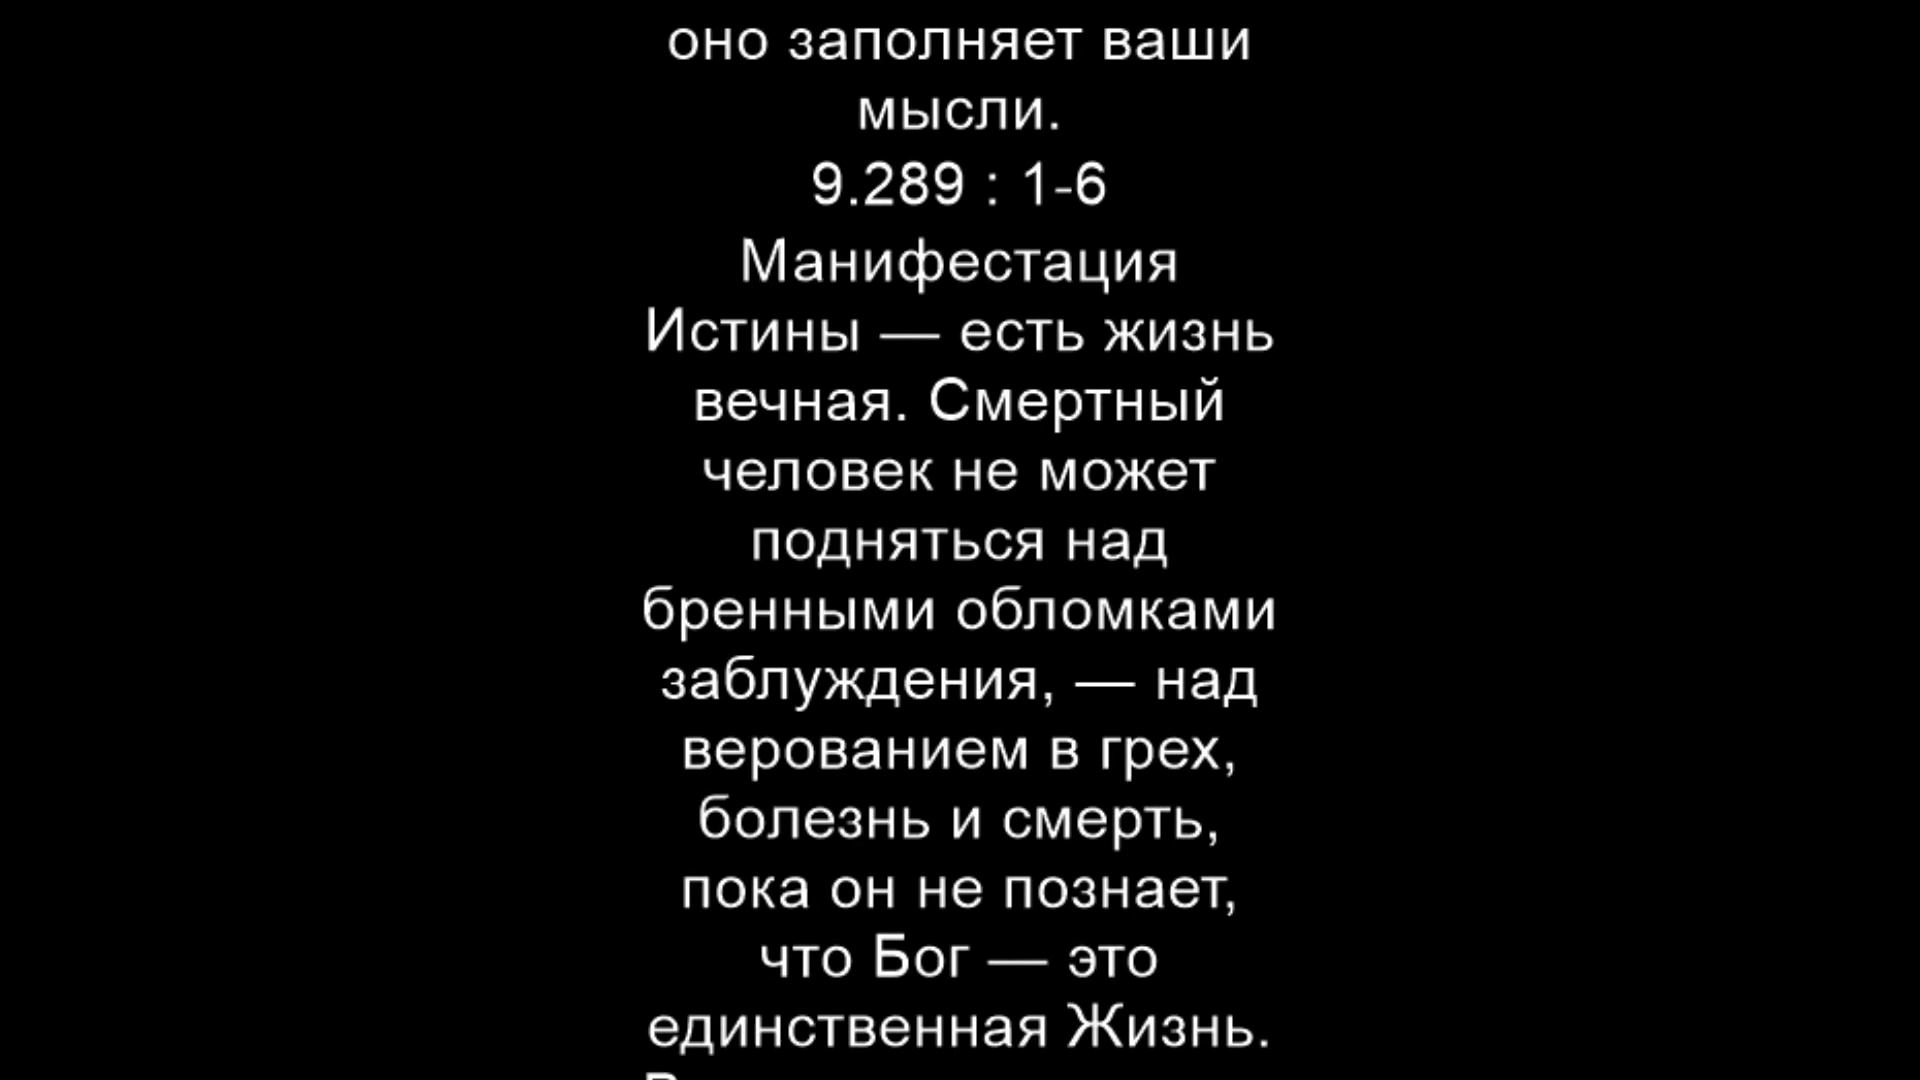 оно заполняет ваши
мысли.
9.289 : 1-6
Манифестация
Истины — есть жизнь
вечная. Смертный
человек не может
подняться над
бренными обломками
заблуждения, — над
верованием в грех,
болезнь и смерть,
пока он не познает,
что Бог — это
единственная Жизнь.